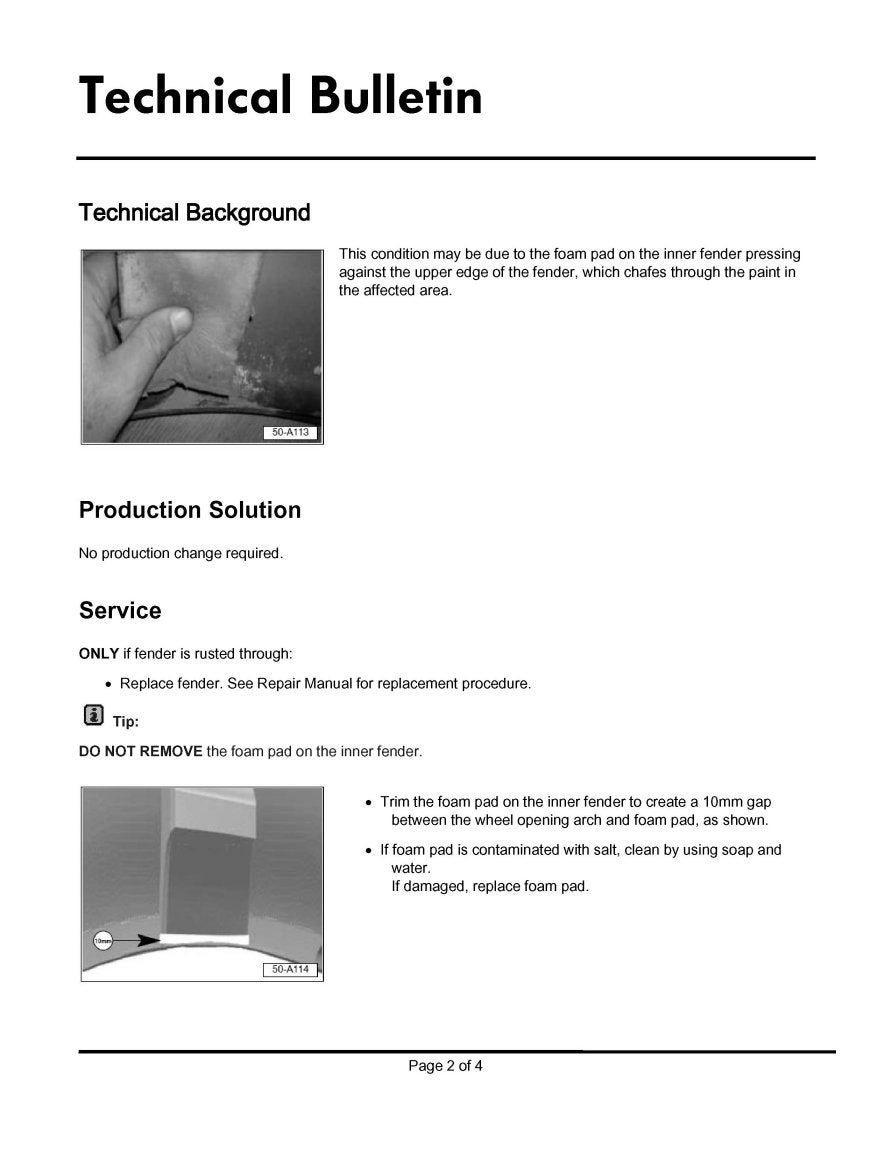 Technical Bulletin
Technical Background
This condition may be due to the foam pad on the inner fender pressing
against the upper edge of the fender, which chafes through the paint in
the affected area.
50-A113
Production Solution
No production change required.
Service
ONLY if fender is rusted through:
• Replace fender. See Repair Manual for replacement procedure.
Tip:
DO NOT REMOVE the foam pad on the inner fender.
• Trim the foam pad on the inner fender to create a 10mm gap
between the wheel opening arch and foam pad, as shown.
• If foam pad is contaminated with salt, clean by using soap and
water.
If damaged, replace foam pad.
10mm
50-A114
Page 2 of 4